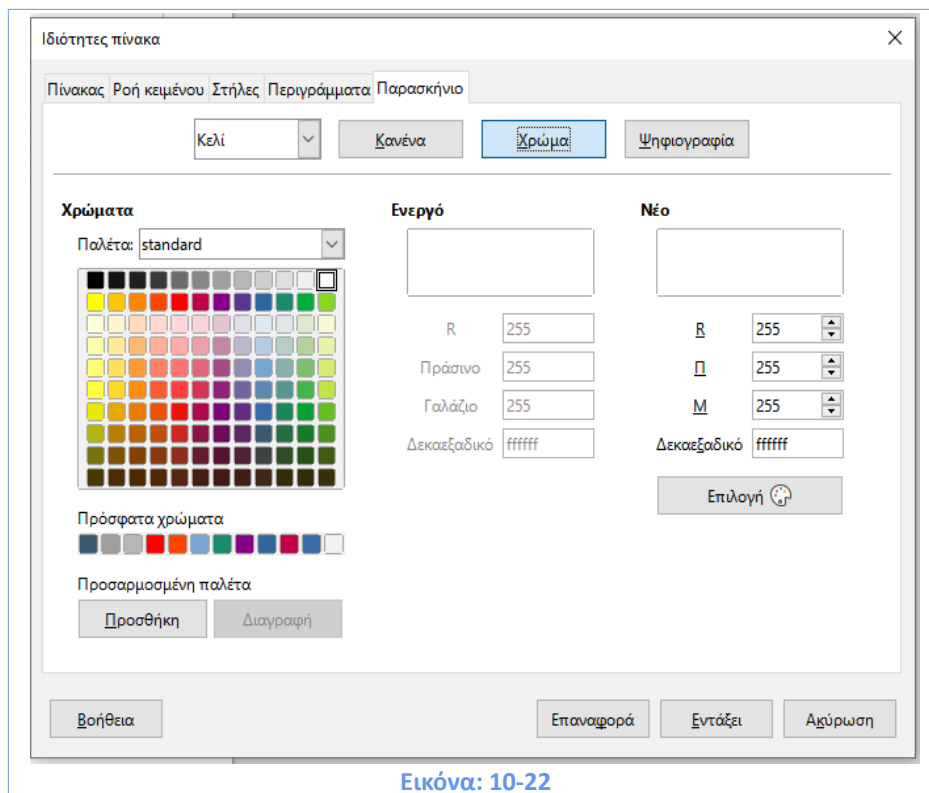 Ιδιότητες πίνακα
Πίνακας Ροή κειμένου Στήλες Περιγράμματα Παρασκήνιο
Κελί Κανένα Χρώμα Ψηφιογραφία
Χρώματα Ενεργό Νέο
Παλέτα: standard
R 255 R 255
Πράσινο 255 Π 255
Γαλάζιο 255 Μ 255
Δεκαεξαδικό ffffff Δεκαεξαδικό ffffff
Επιλογή
Πρόσφατα χρώματα
Προσαρμοσμένη παλέτα
Προσθήκη Διαγραφή
Βοήθεια Επαναφορά Εντάξει Ακύρωση
Εικόνα: 10-22